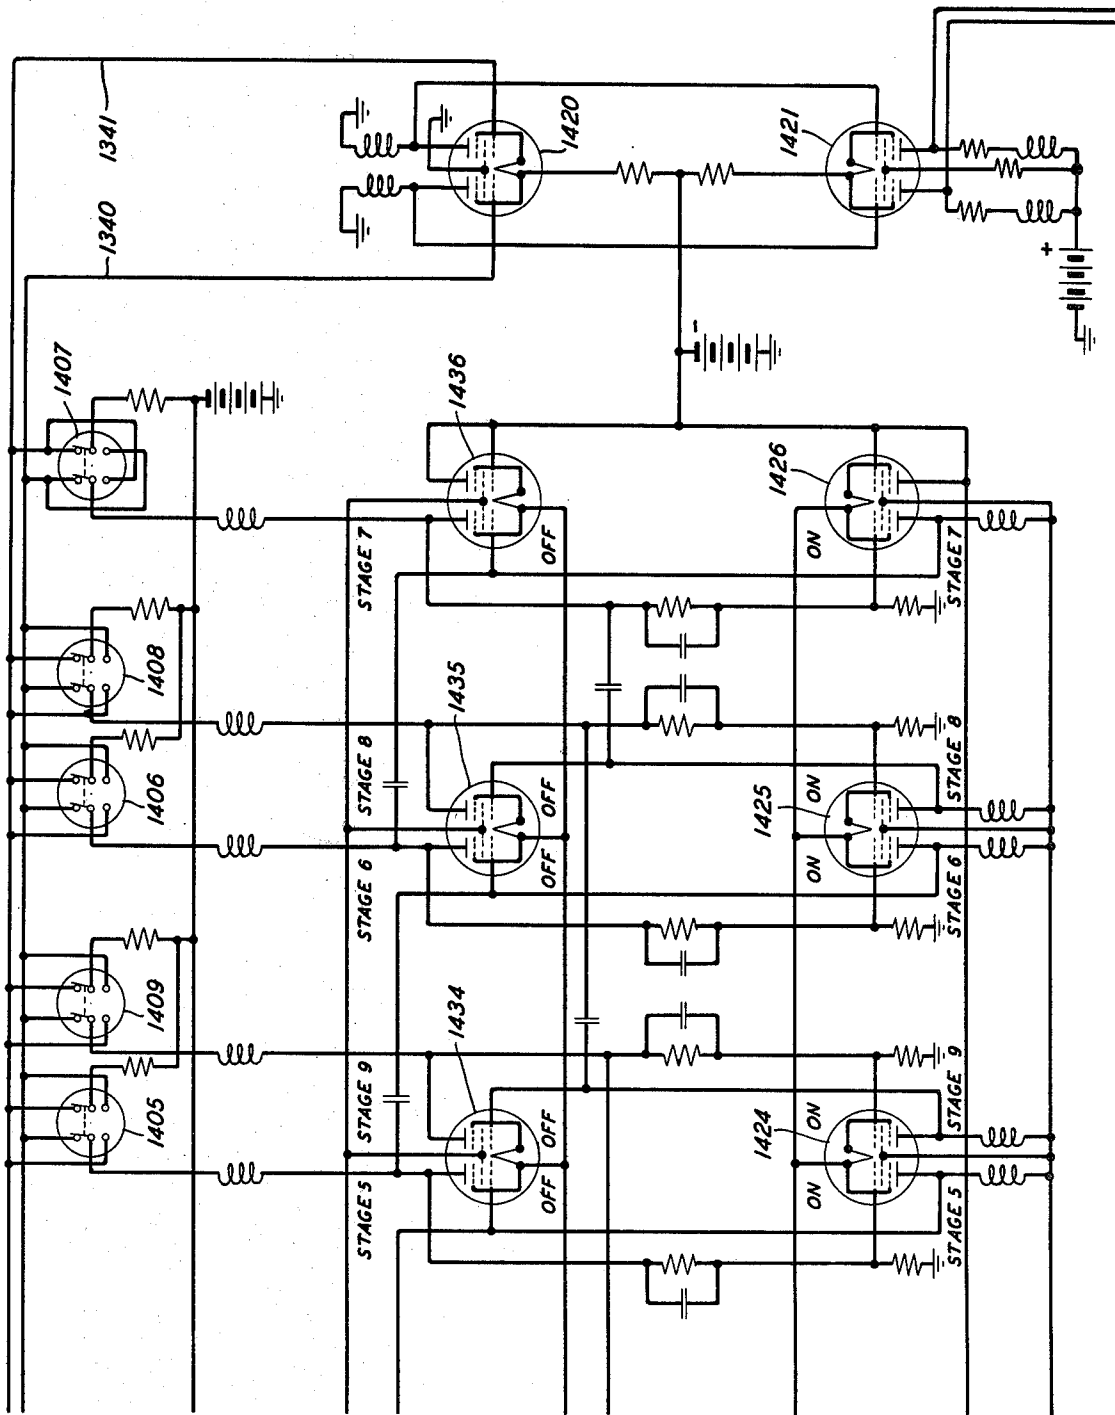 1341
1340
1420
1421
+
-
1407
1436
1426
STAGE 7
OFF
ON
STAGE 7
1408
1406
1435
1425
STAGE 8
STAGE 6
OFF
OFF
ON
ON
STAGE 8
STAGE 6
1409
1405
1434
1424
STAGE 9
STAGE 5
OFF
OFF
ON
ON
STAGE 9
STAGE 5